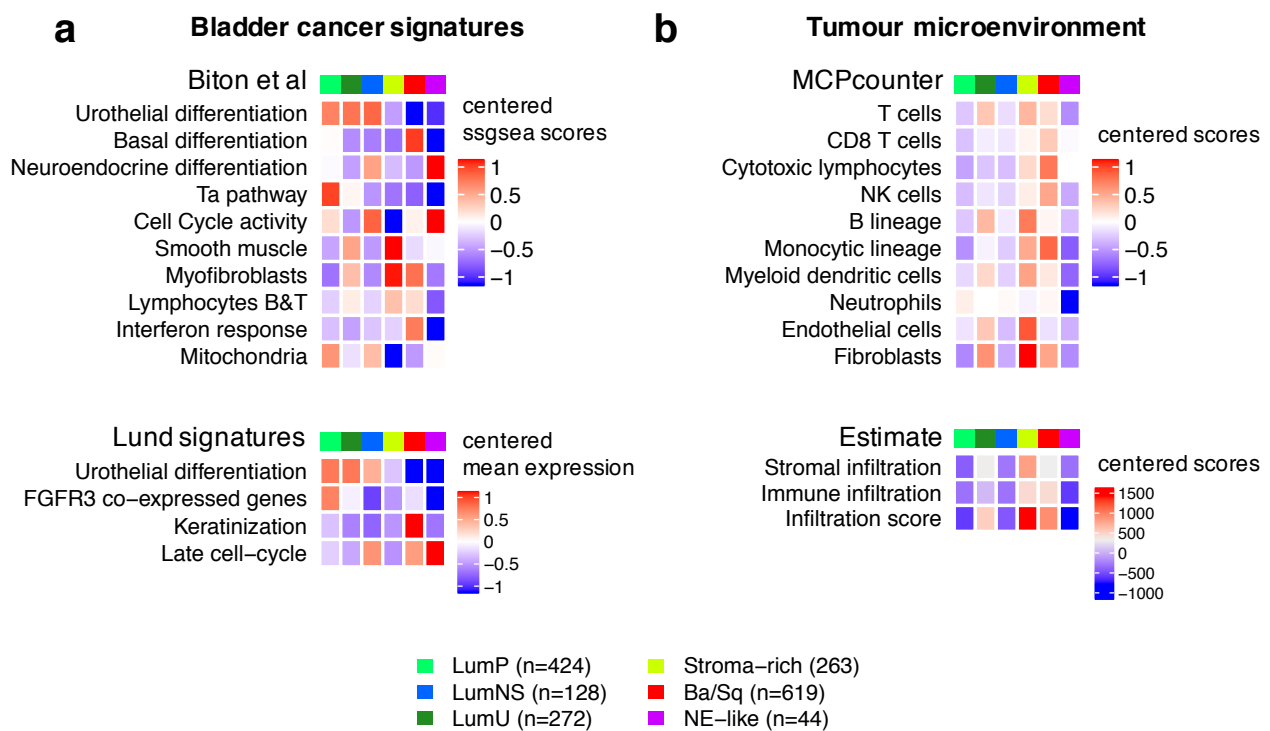 a Bladder cancer signatures
Biton et al
Urothelial differentiation
Basal differentiation
Neuroendocrine differentiation
Ta pathway
Cell Cycle activity
Smooth muscle
Myofibroblasts
Lymphocytes B&T
Interferon response
Mitochondria
centered
ssgsea scores
1
0.5
0
−0.5
−1
Lund signatures
Urothelial differentiation
FGFR3 co−expressed genes
Keratinization
Late cell−cycle
centered
mean expression
1
0.5
0
−0.5
−1
b Tumour microenvironment
MCPcounter
T cells
CD8 T cells
Cytotoxic lymphocytes
NK cells
B lineage
Monocytic lineage
Myeloid dendritic cells
Neutrophils
Endothelial cells
Fibroblasts
centered scores
1
0.5
0
−0.5
−1
Estimate
Stromal infiltration
Immune infiltration
Infiltration score
centered scores
1500
1000
500
0
−500
−1000
LumP (n=424)
LumNS (n=128)
LumU (n=272)
Stroma−rich (263)
Ba/Sq (n=619)
NE−like (n=44)